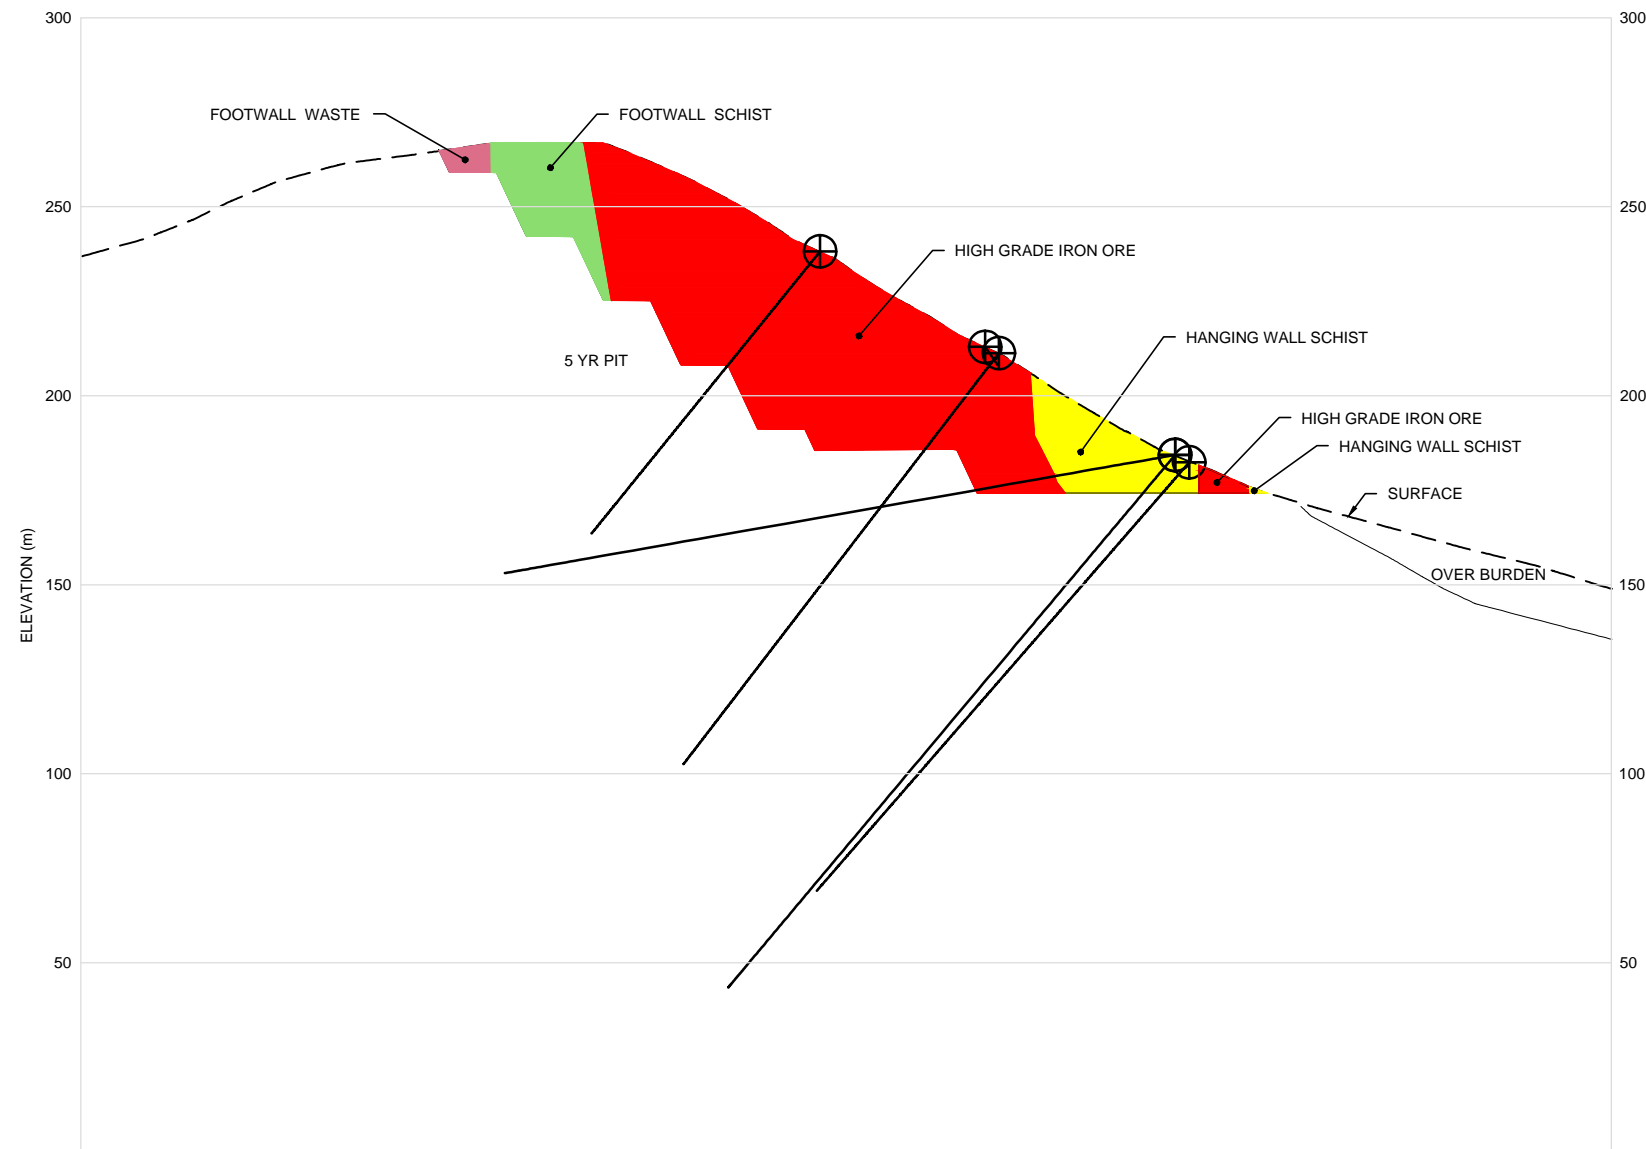 300
300
FOOTWALL WASTE
FOOTWALL SCHIST
250
250
HIGH GRADE IRON ORE
HANGING WALL SCHIST
5 YR PIT
200
200
HIGH GRADE IRON ORE
HANGING WALL SCHIST
SURFACE
OVER BURDEN
150
150
ELEVATION (m)
100
100
50
50